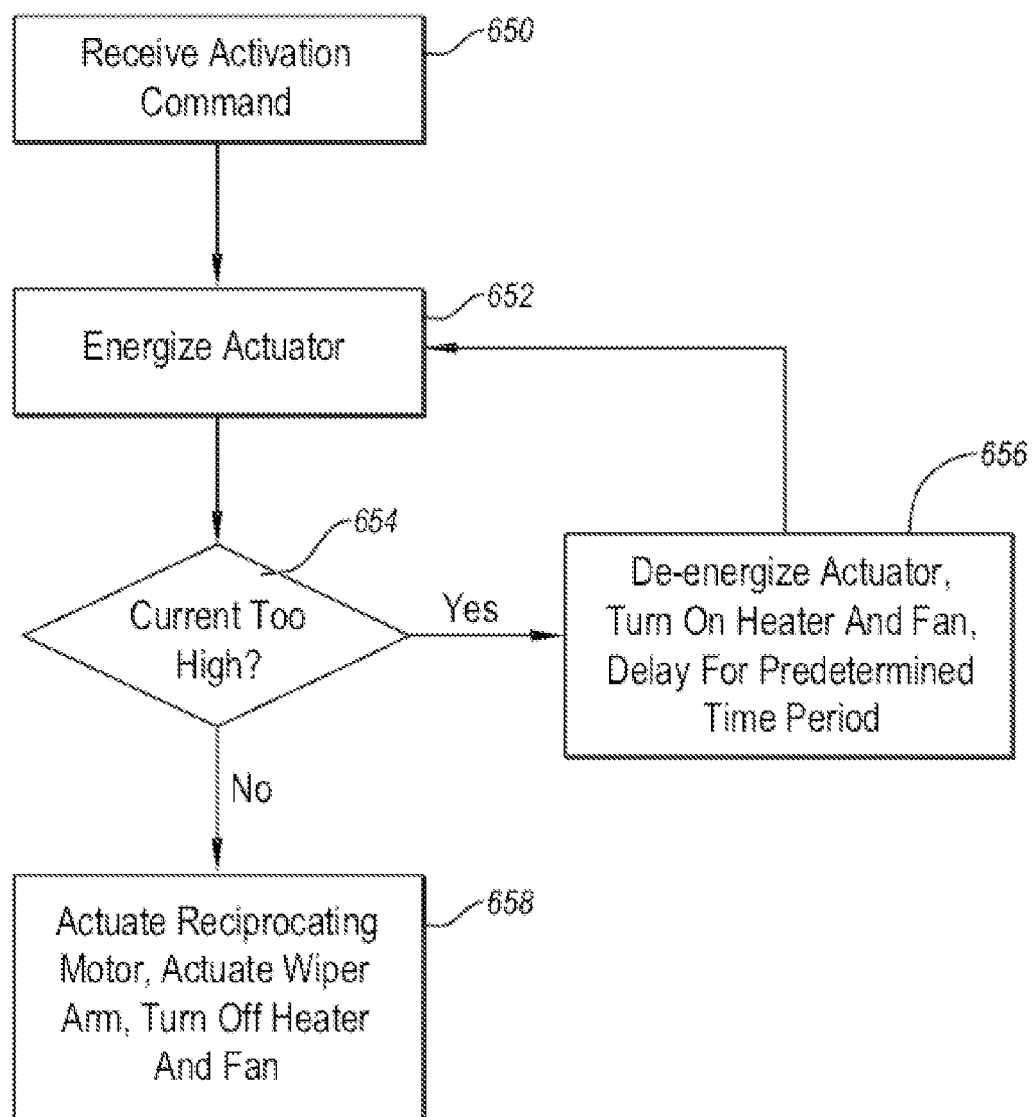 Receive Activation
Command
650
Energize Actuator
652
Current Too
High?
654
Yes
De-energize Actuator,
Turn On Heater And Fan,
Delay For Predetermined
Time Period
656
No
Actuate Reciprocating
Motor, Actuate Wiper
Arm, Turn Off Heater
And Fan
658